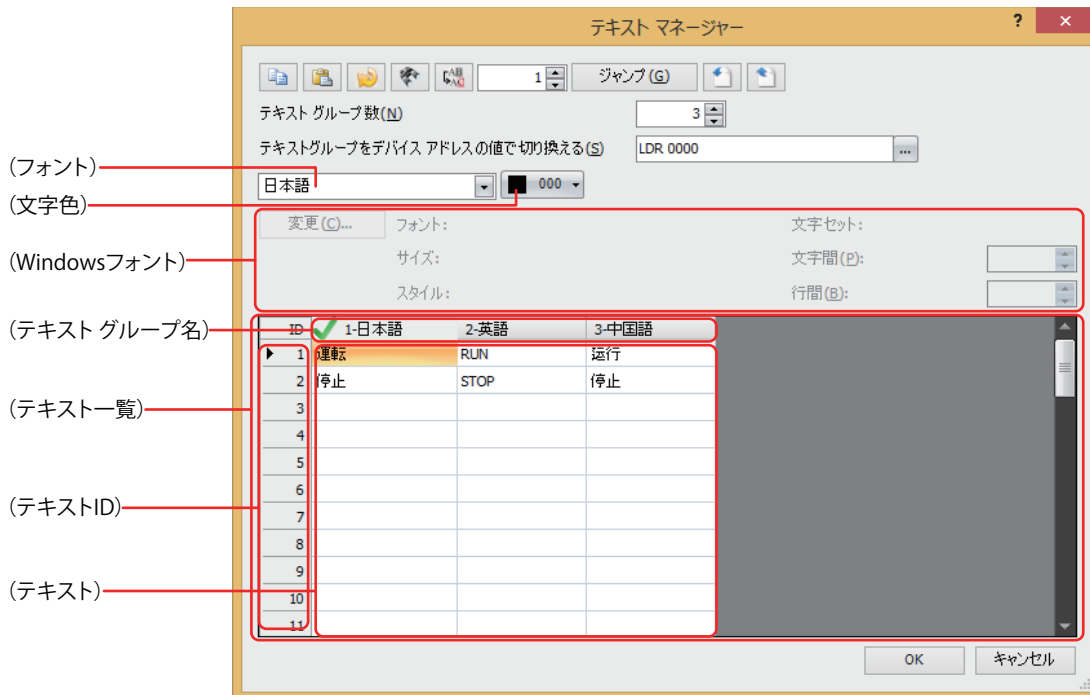 テキスト マネージャー ? ×
1 ジャンプ(G)
テキスト グループ数(N) 3
テキストグループをデバイス アドレスの値で切り換える(S) LDR 0000 ...
(フォント) 日本語 000
(文字色)
変更(C)... フォント: 文字セット:
(Windowsフォント) サイズ: 文字間(P):
スタイル: 行間(B):
(テキスト グループ名) ID 1-日本語 2-英語 3-中国語
1 運転 RUN 运行
2 停止 STOP 停止
(テキスト一覧) 3
4
5
6
(テキストID) 7
8
9
(テキスト) 10
11
OK キャンセル